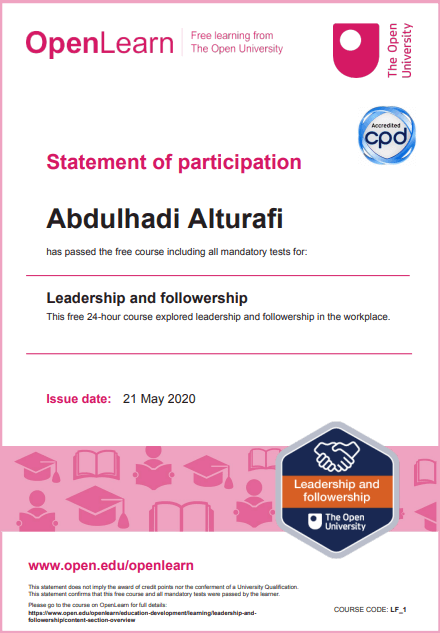 OpenLearn
Free learning from
The Open University
The Open
University
Accredited
cpd
Statement of participation
Abdulhadi Alturafi
has passed the free course including all mandatory tests for:
Leadership and followership
This free 24-hour course explored leadership and followership in the workplace.
Issue date: 21 May 2020
Leadership and
followership
The Open
University
www.open.edu/openlearn
This statement does not imply the award of credit points nor the conferment of a University Qualification.
This statement confirms that this free course and all mandatory tests were passed by the learner.
Please go to the course on OpenLearn for full details:
https://www.open.edu/openlearn/education-development/learning/leadership-and-
followership/content-section-overview
COURSE CODE: LF_1